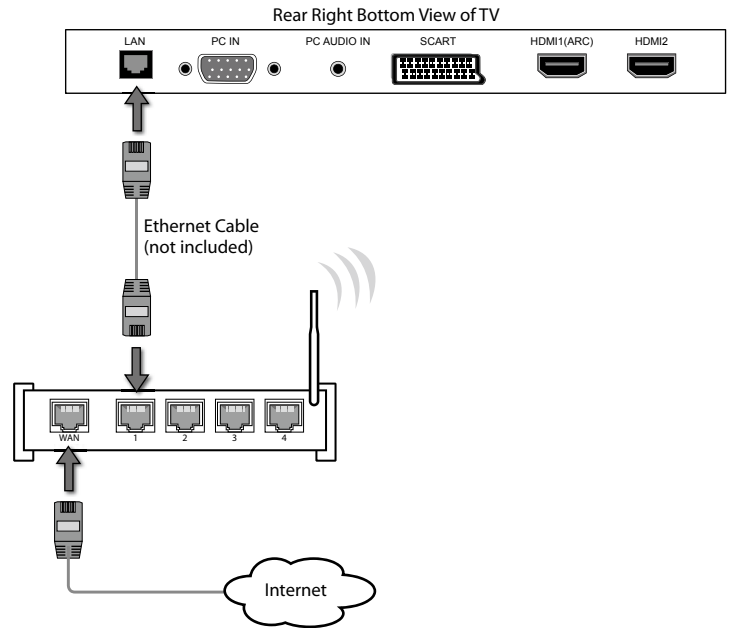 Rear Right Bottom View of TV
LAN
PC IN
PC AUDIO IN
SCART
HDMI1(ARC)
HDMI2
Ethernet Cable
(not included)
WAN
1
2
3
4
Internet